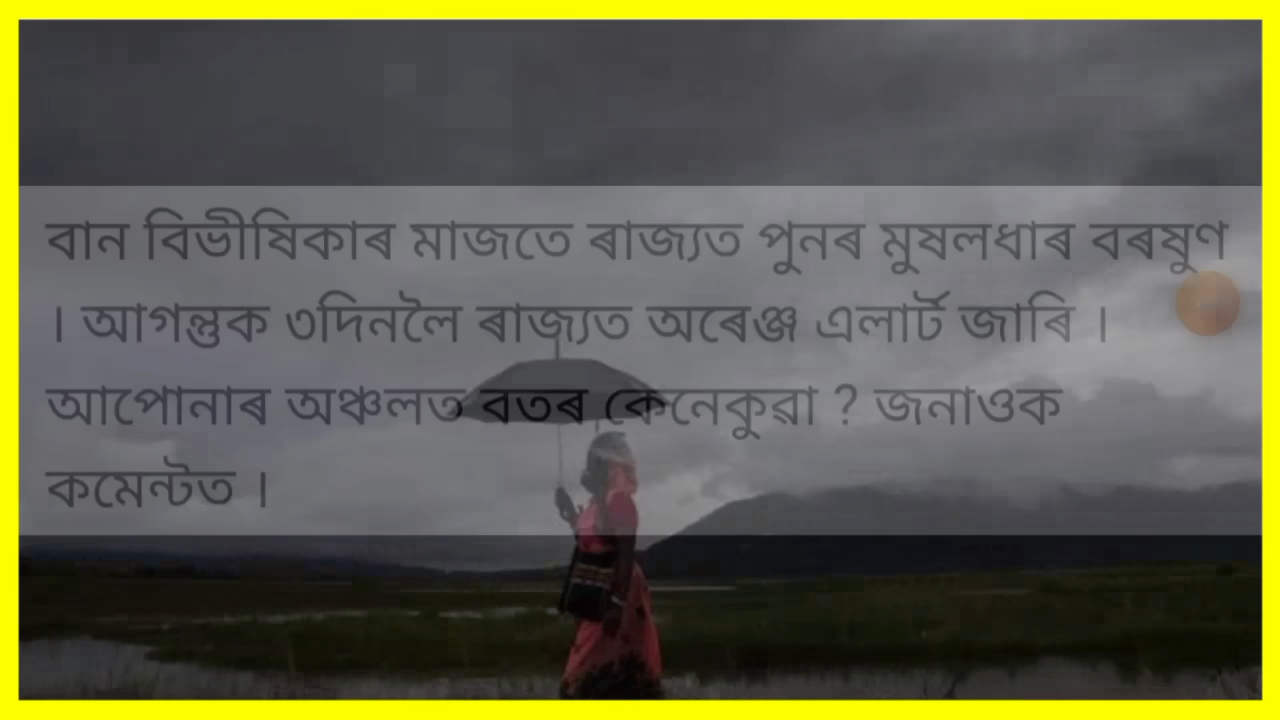 বান বিভীষিকাৰ মাজতে ৰাজ্যত পুনৰ মুষলধাৰ বৰষুণ
। আগন্তুক ৩দিনলৈ ৰাজ্যত অৰেঞ্জ এলাৰ্ট জাৰি ।
আপোনাৰ অঞ্চলত বতৰ কেনেকুৱা ? জনাওক
কমেন্টত ।